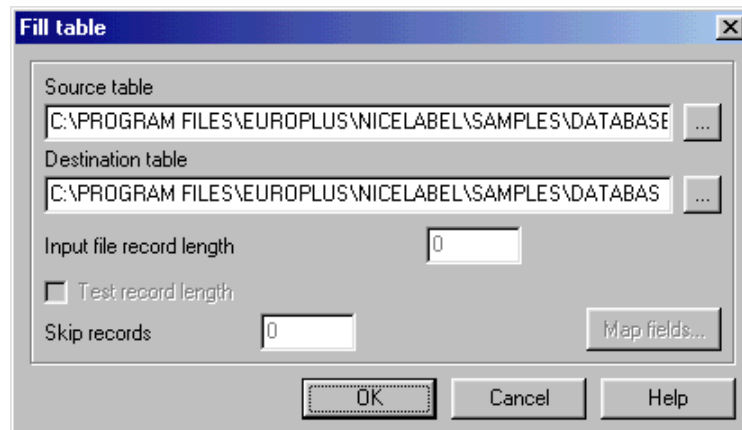 Fill table
Source table
C:\PROGRAM FILES\EUROPLUS\NICELABEL\SAMPLES\DATABASE
...
Destination table
C:\PROGRAM FILES\EUROPLUS\NICELABEL\SAMPLES\DATABAS
...
Input file record length 0
Test record length
Skip records 0 Map fields...
OK Cancel Help